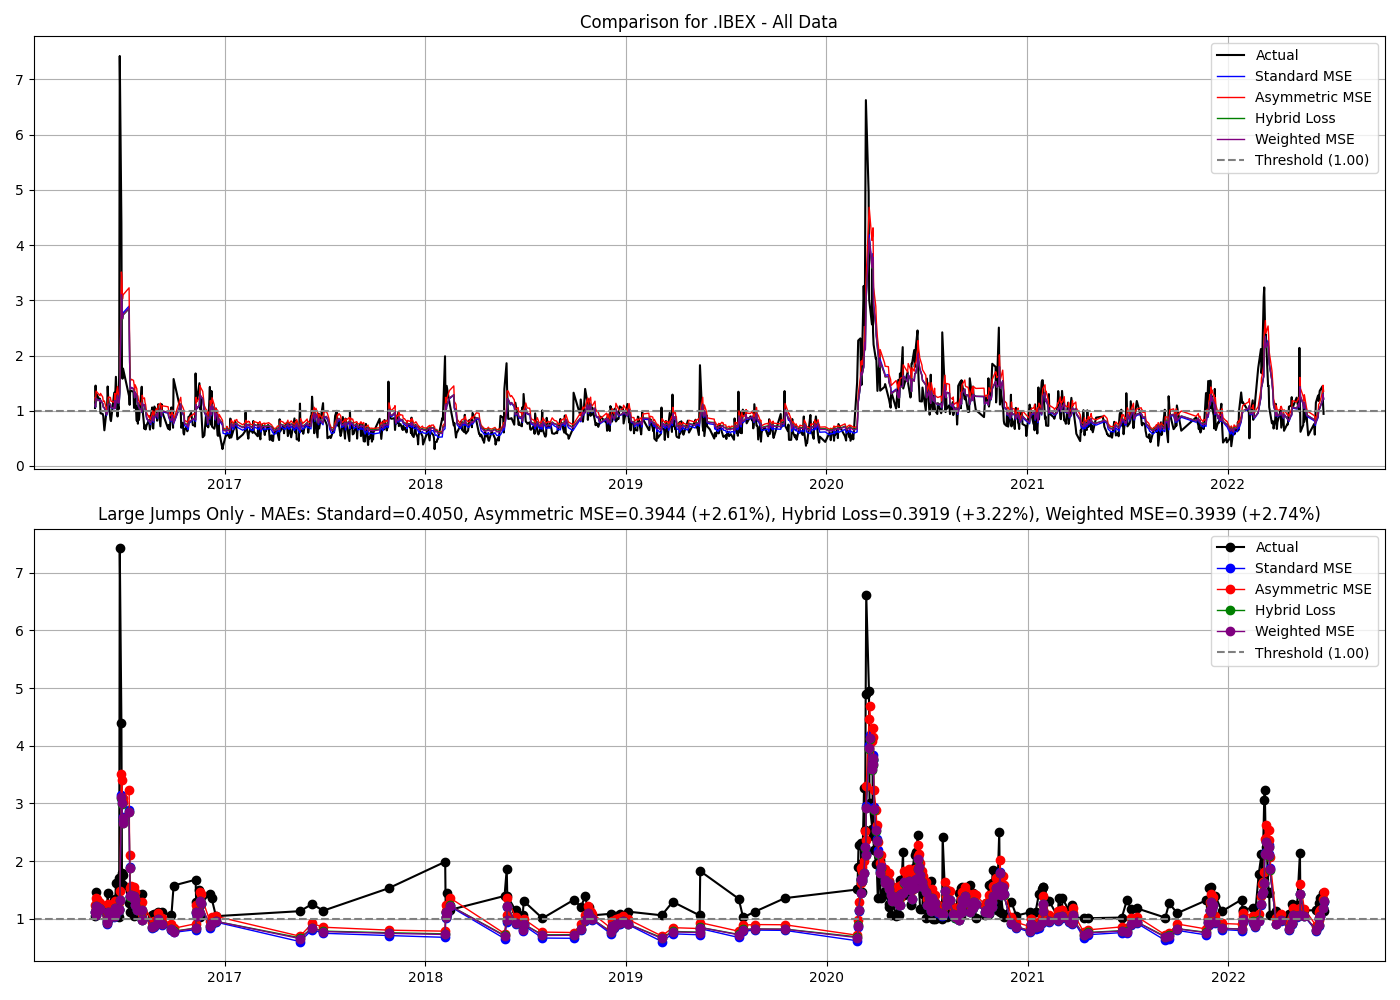 Comparison for .IBEX - All Data
7
6
5
4
3
2
1
0
Actual
Standard MSE
Asymmetric MSE
Hybrid Loss
Weighted MSE
Threshold (1.00)
2017 2018 2019 2020 2021 2022
Large Jumps Only - MAEs: Standard=0.4050, Asymmetric MSE=0.3944 (+2.61%), Hybrid Loss=0.3919 (+3.22%), Weighted MSE=0.3939 (+2.74%)
7
6
5
4
3
2
1
Actual
Standard MSE
Asymmetric MSE
Hybrid Loss
Weighted MSE
Threshold (1.00)
2017 2018 2019 2020 2021 2022